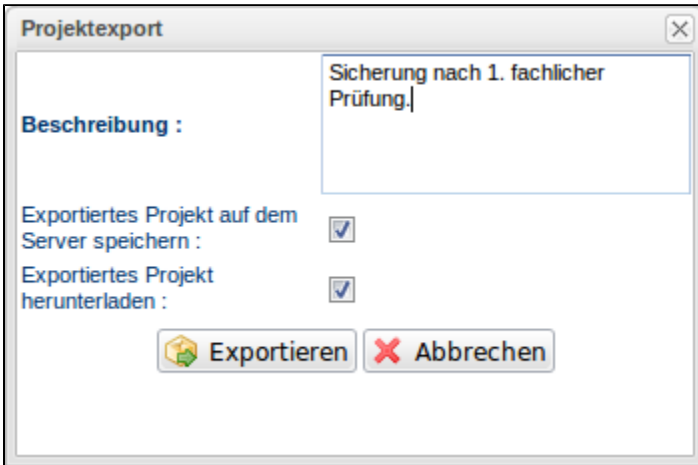 Projektexport
Sicherung nach 1. fachlicher
Prüfung.
Beschreibung :
Exportiertes Projekt auf dem
Server speichern :
Exportiertes Projekt
herunterladen :
Exportieren
Abbrechen